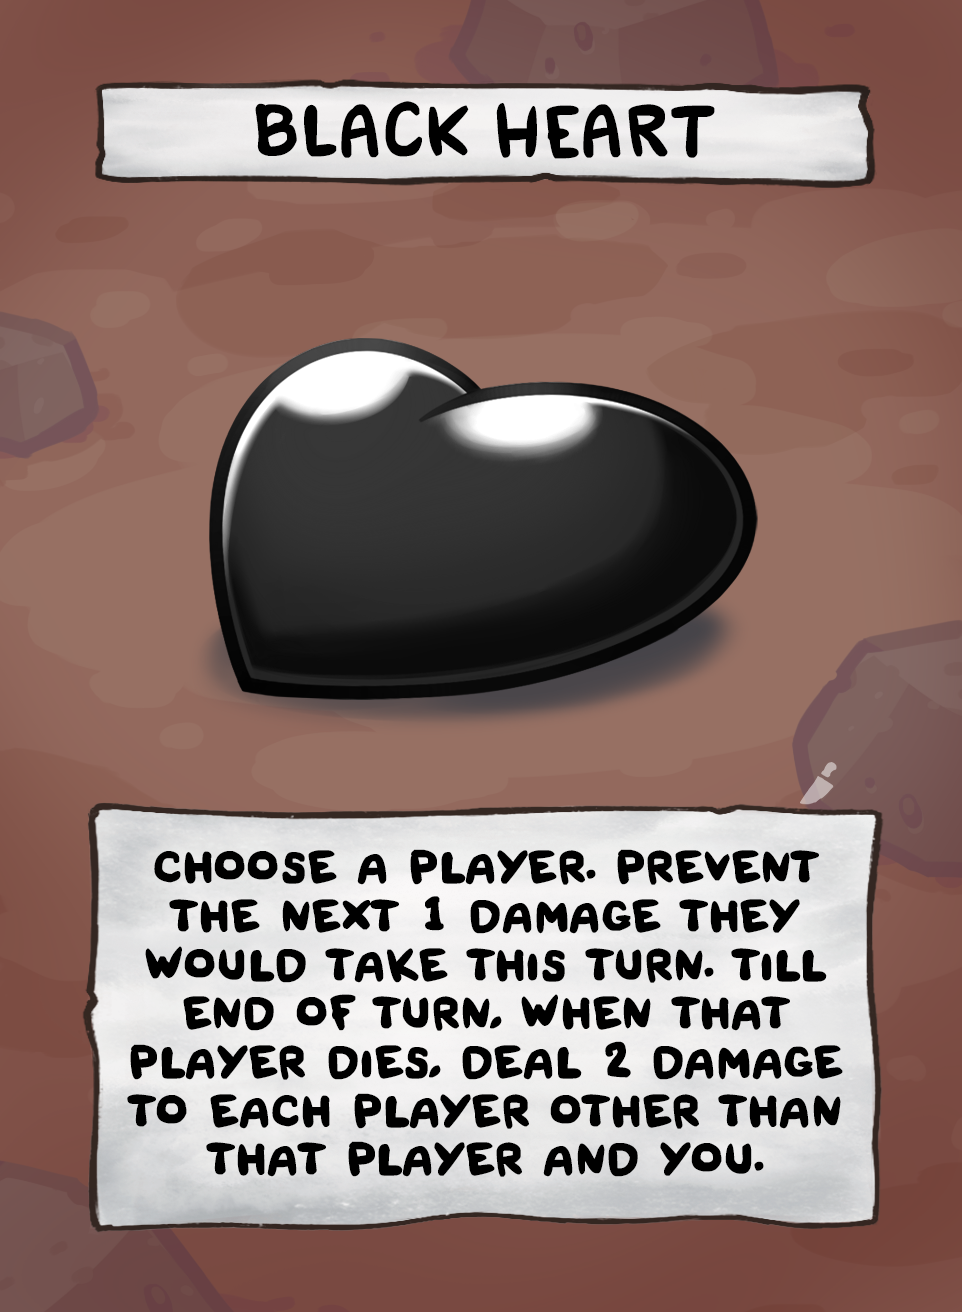 BLACK HEART
CHOOSE A PLAYER. PREVENT
THE NEXT 1 DAMAGE THEY
WOULD TAKE THIS TURN. TILL
END OF TURN, WHEN THAT
PLAYER DIES, DEAL 2 DAMAGE
TO EACH PLAYER OTHER THAN
THAT PLAYER AND YOU.